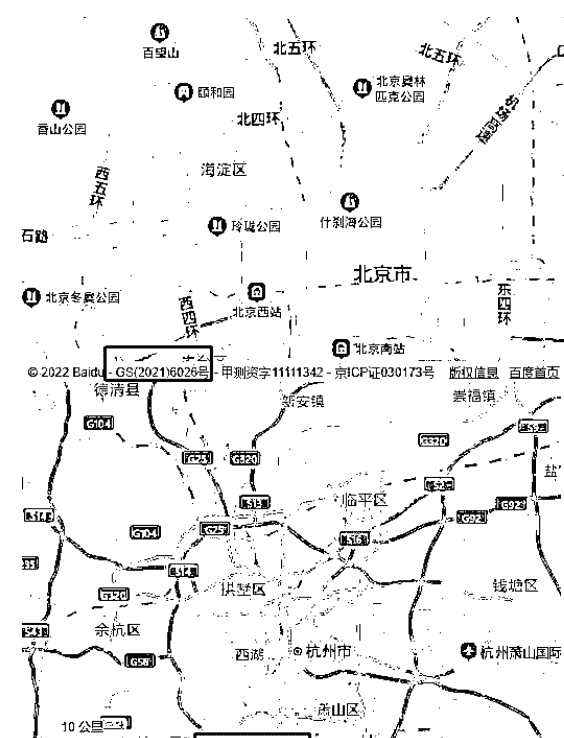 百望山
北五环
北五环
颐和园
北京奥林
匹克公园
机场高速
香山公园
北四环
海淀区
西五环
什刹海公园
玲珑公园
石路
北京市
北京冬奥公园
西四环
北京西站
东四环
北京南站
© 2022 Baidu - GS(2021)6026号 - 甲测资字11111342 - 京ICP证030173号 版权信息 百度首页
德清县
新安镇
崇福镇
G104
G320
G25
G320
盐
S13
临平区
S14
G92
G104
G25
S16
S14
G320
拱墅区
钱塘区
S43
余杭区
G56
西湖
杭州市
杭州萧山国际
萧山区
10 公里